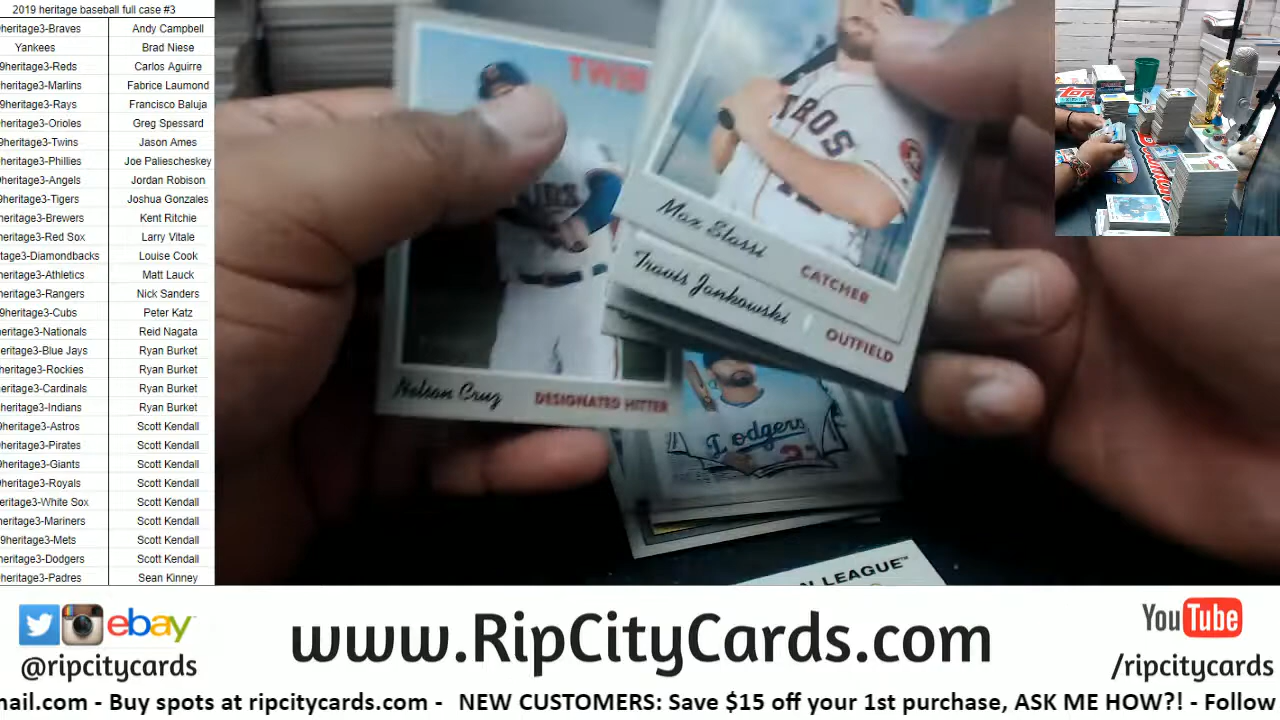 2019 heritage baseball full case #3
9heritage3-Braves Andy Campbell
Yankees Brad Niese
9heritage3-Reds Carlos Aguirre
9heritage3-Marlins Fabrice Laumond
9heritage3-Rays Francisco Baluja
9heritage3-Orioles Greg Spessard
9heritage3-Twins Jason Ames
9heritage3-Phillies Joe Paliescheskey
9heritage3-Angels Jordan Robison
9heritage3-Tigers Joshua Gonzales
heritage3-Brewers Kent Ritchie
heritage3-Red Sox Larry Vitale
tage3-Diamondbacks Louise Cook
heritage3-Athletics Matt Lauck
heritage3-Rangers Nick Sanders
9heritage3-Cubs Peter Katz
heritage3-Nationals Reid Nagata
heritage3-Blue Jays Ryan Burket
heritage3-Rockies Ryan Burket
heritage3-Cardinals Ryan Burket
heritage3-Indians Ryan Burket
9heritage3-Astros Scott Kendall
9heritage3-Pirates Scott Kendall
9heritage3-Giants Scott Kendall
9heritage3-Royals Scott Kendall
eritage3-White Sox Scott Kendall
heritage3-Mariners Scott Kendall
9heritage3-Mets Scott Kendall
heritage3-Dodgers Scott Kendall
9heritage3-Padres Sean Kinney
TWIN
TROS
Max Stassi CATCHER
Travis Jankowski OUTFIELD
Nelson Cruz DESIGNATED HITTER
Dodgers
LEAGUE™
ebay
@ripcitycards
www.RipCityCards.com
YouTube
/ripcitycards
mail.com - Buy spots at ripcitycards.com - NEW CUSTOMERS: Save $15 off your 1st purchase, ASK ME HOW?! - Follow